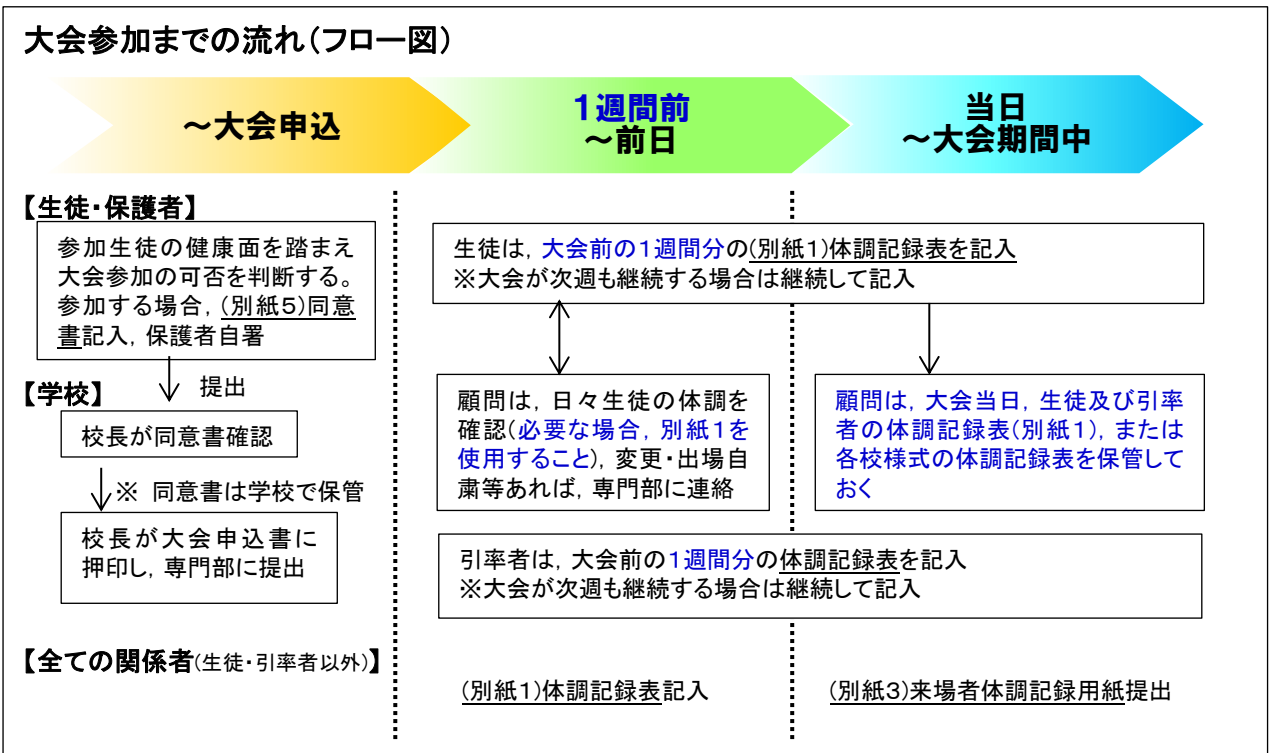 大会参加までの流れ(フロー図)
～大会申込
1週間前
～前日
当日
～大会期間中
【生徒・保護者】
参加生徒の健康面を踏まえ
大会参加の可否を判断する。
参加する場合,(別紙5)同意
書記入,保護者自署
提出
【学校】
校長が同意書確認
※ 同意書は学校で保管
校長が大会申込書に
押印し,専門部に提出
生徒は,大会前の1週間分の(別紙1)体調記録表を記入
※大会が次週も継続する場合は継続して記入
顧問は,日々生徒の体調を
確認(必要な場合,別紙1を
使用すること),変更・出場自
粛等あれば,専門部に連絡
顧問は,大会当日,生徒及び引率
者の体調記録表(別紙1),または
各校様式の体調記録表を保管して
おく
引率者は,大会前の1週間分の体調記録表を記入
※大会が次週も継続する場合は継続して記入
【全ての関係者(生徒・引率者以外)】
(別紙1)体調記録表記入
(別紙3)来場者体調記録用紙提出